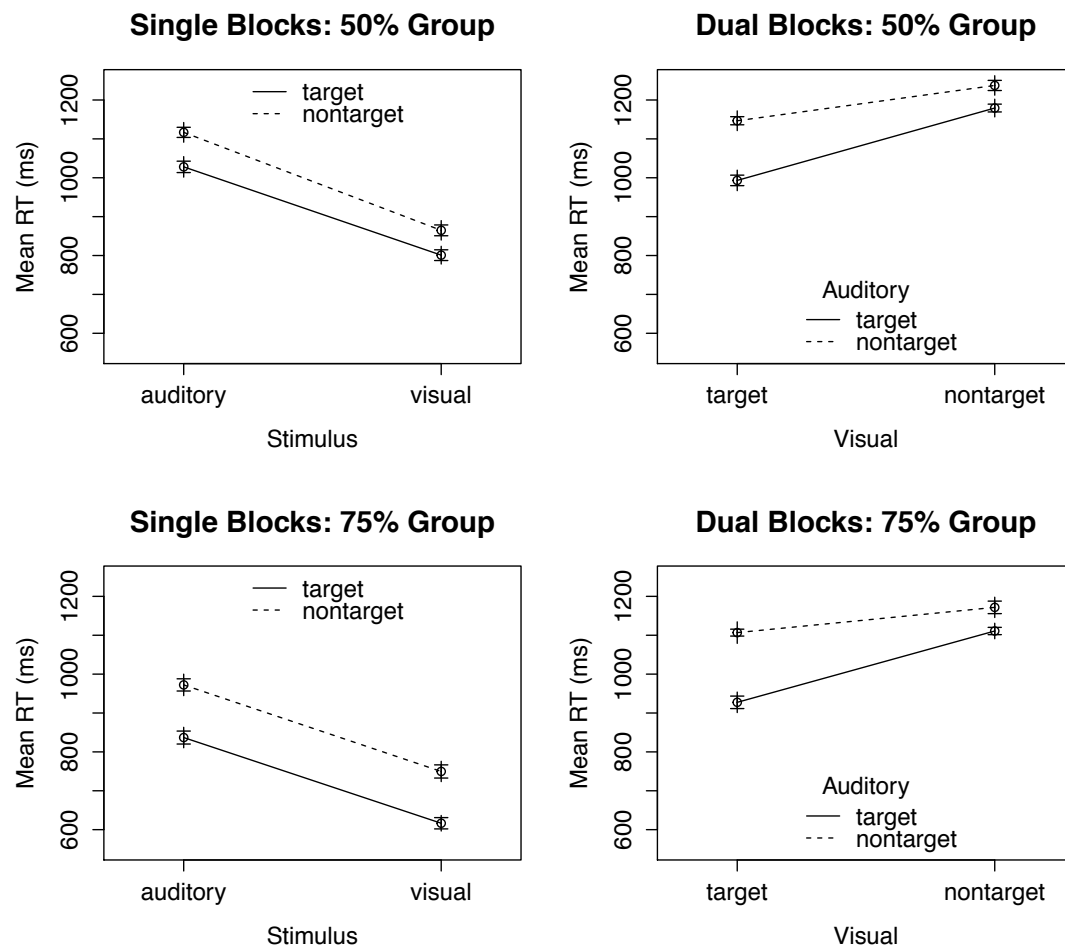 Single Blocks: 50% Group
target
nontarget
Mean RT (ms)
1200
1000
800
600
auditory
visual
Stimulus
Dual Blocks: 50% Group
Mean RT (ms)
1200
1000
800
600
Auditory
target
nontarget
target
nontarget
Visual
Single Blocks: 75% Group
target
nontarget
Mean RT (ms)
1200
1000
800
600
auditory
visual
Stimulus
Dual Blocks: 75% Group
Mean RT (ms)
1200
1000
800
600
Auditory
target
nontarget
target
nontarget
Visual